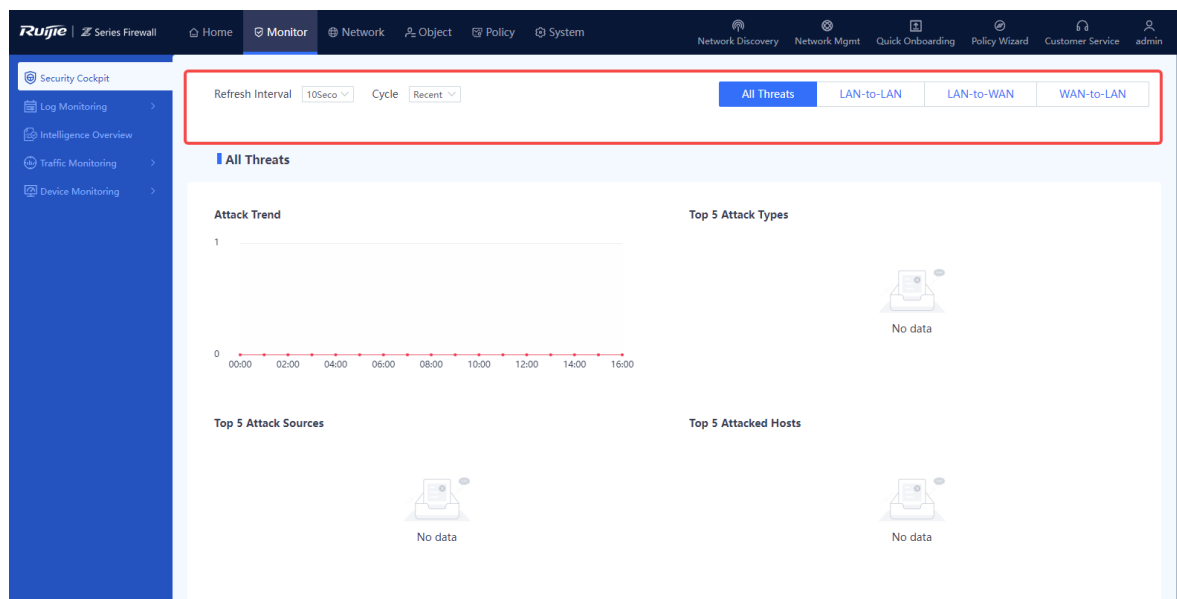 Ruijie | Z Series Firewall Home Monitor Network Object Policy System Network Discovery Network Mgmt Quick Onboarding Policy Wizard Customer Service admin
Security Cockpit
Log Monitoring
Intelligence Overview
Traffic Monitoring
Device Monitoring
Refresh Interval 10Seco Cycle Recent All Threats LAN-to-LAN LAN-to-WAN WAN-to-LAN
All Threats
Attack Trend
1
0
00:00 02:00 04:00 06:00 08:00 10:00 12:00 14:00 16:00
Top 5 Attack Types
No data
Top 5 Attack Sources
No data
Top 5 Attacked Hosts
No data